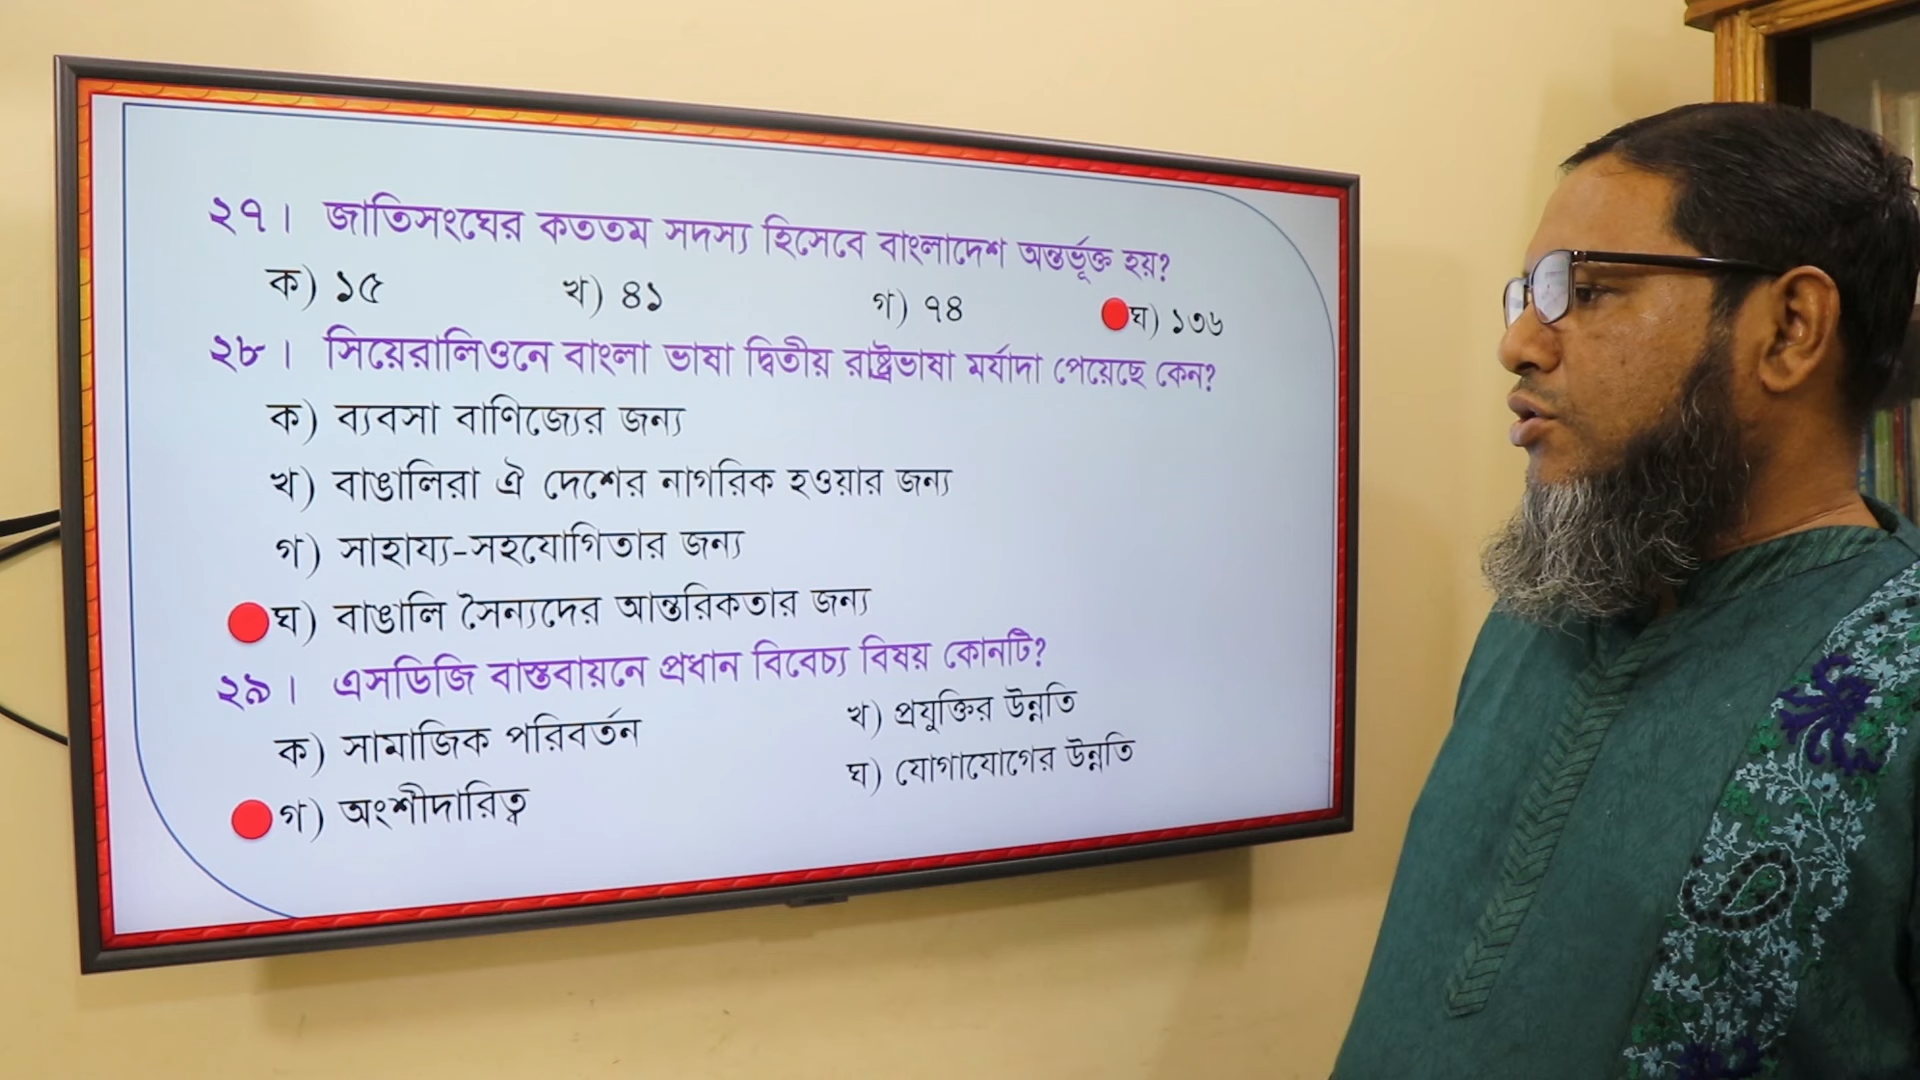 ২৭। জাতিসংঘের কততম সদস্য হিসেবে বাংলাদেশ অন্তর্ভূক্ত হয়?
ক) ১৫ খ) ৪১ গ) ৭৪ ঘ) ১৩৬
২৮। সিয়েরালিওনে বাংলা ভাষা দ্বিতীয় রাষ্ট্রভাষা মর্যাদা পেয়েছে কেন?
ক) ব্যবসা বাণিজ্যের জন্য
খ) বাঙালিরা ঐ দেশের নাগরিক হওয়ার জন্য
গ) সাহায্য-সহযোগিতার জন্য
ঘ) বাঙালি সৈন্যদের আন্তরিকতার জন্য
২৯। এসডিজি বাস্তবায়নে প্রধান বিবেচ্য বিষয় কোনটি?
ক) সামাজিক পরিবর্তন খ) প্রযুক্তির উন্নতি
গ) অংশীদারিত্ব ঘ) যোগাযোগের উন্নতি